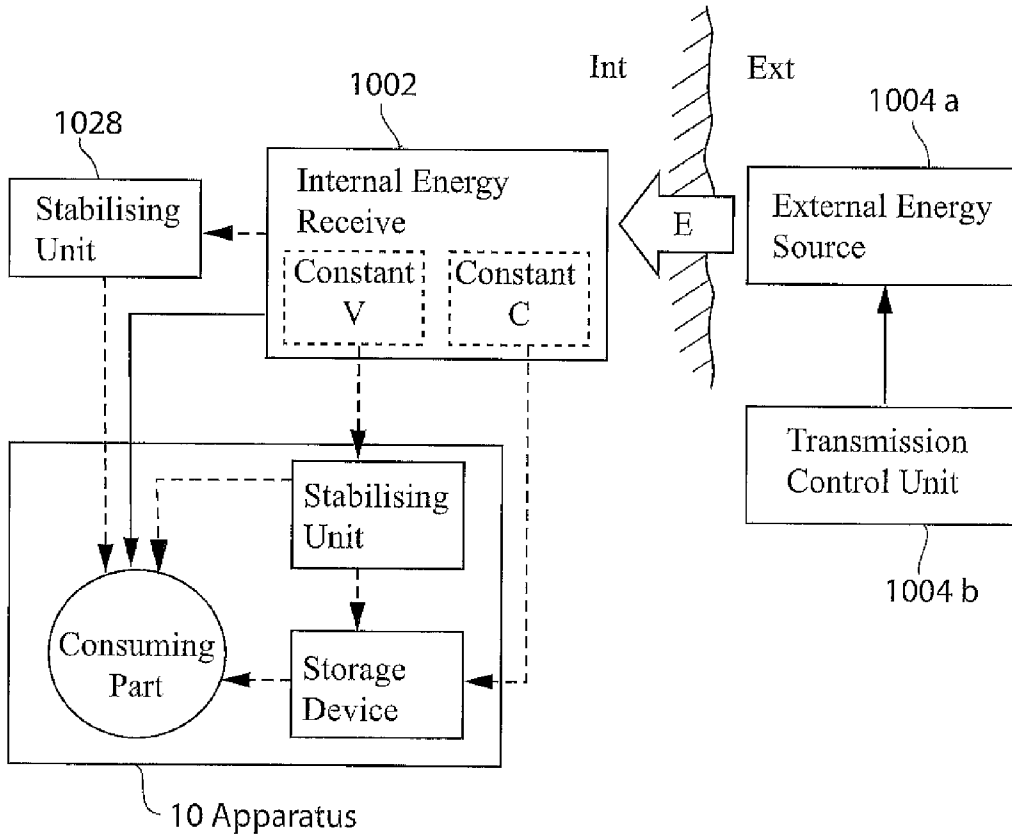 Int
Ext
1002
1004 a
1028
Internal Energy
Receive
Stabilising
Unit
E
External Energy
Source
Constant
V
Constant
C
Transmission
Control Unit
Stabilising
Unit
1004 b
Consuming
Part
Storage
Device
10 Apparatus